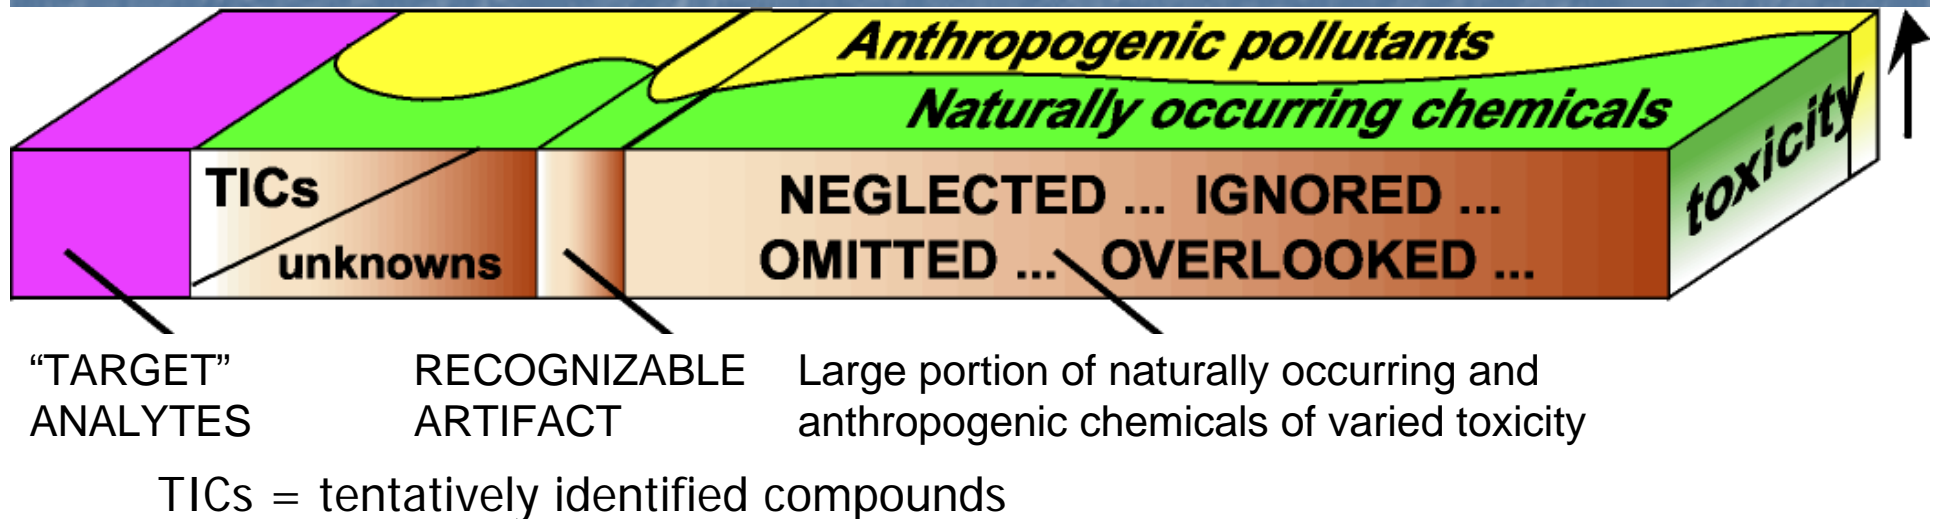 Anthropogenic pollutants
Naturally occurring chemicals
toxicity
TICs
unknowns
NEGLECTED ... IGNORED ...
OMITTED ... OVERLOOKED ...
“TARGET”
ANALYTES
RECOGNIZABLE
ARTIFACT
Large portion of naturally occurring and
anthropogenic chemicals of varied toxicity
TICs = tentatively identified compounds